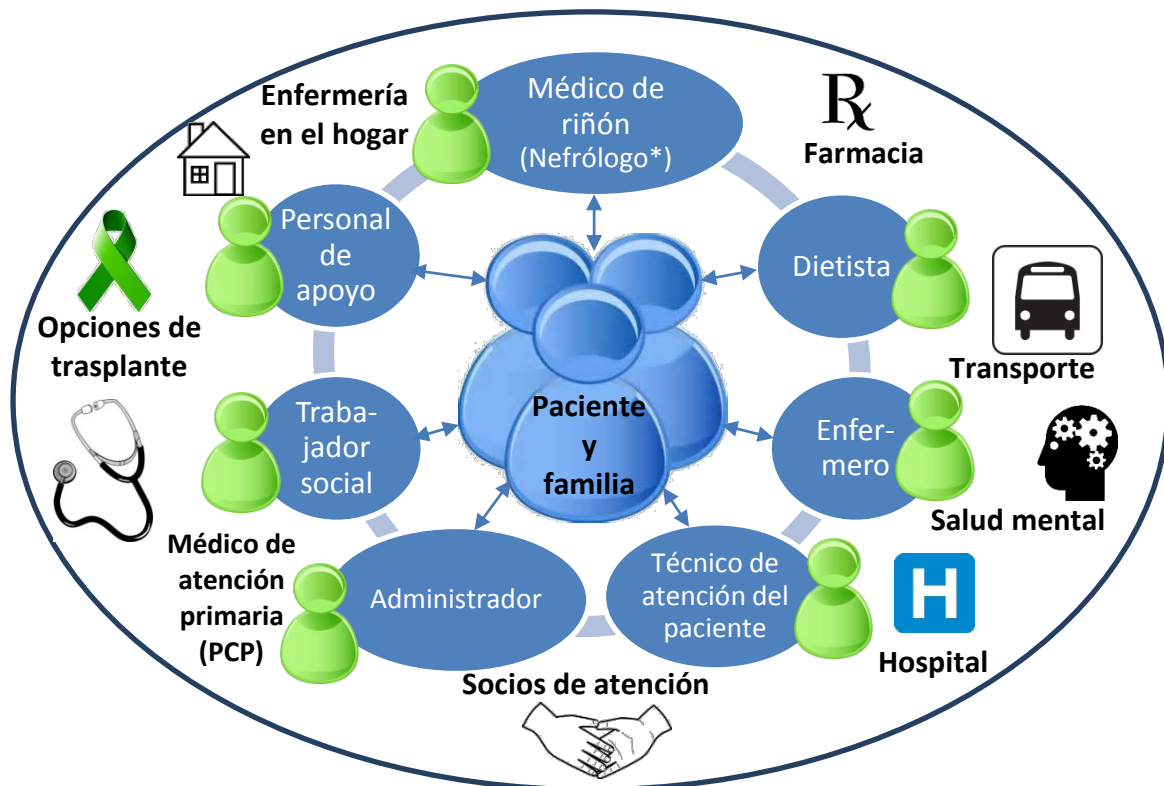 Enfermería
en el hogar
Médico de
riñón
(Nefrólogo*)
Rx
Farmacia
Personal
de
apoyo
Dietista
Opciones de
trasplante
Transporte
Paciente
y
familia
Traba-
jador
social
Enfer-
mero
Salud mental
Médico de
atención
primaria
(PCP)
Administrador
Técnico de
atención del
paciente
H
Hospital
Socios de atención